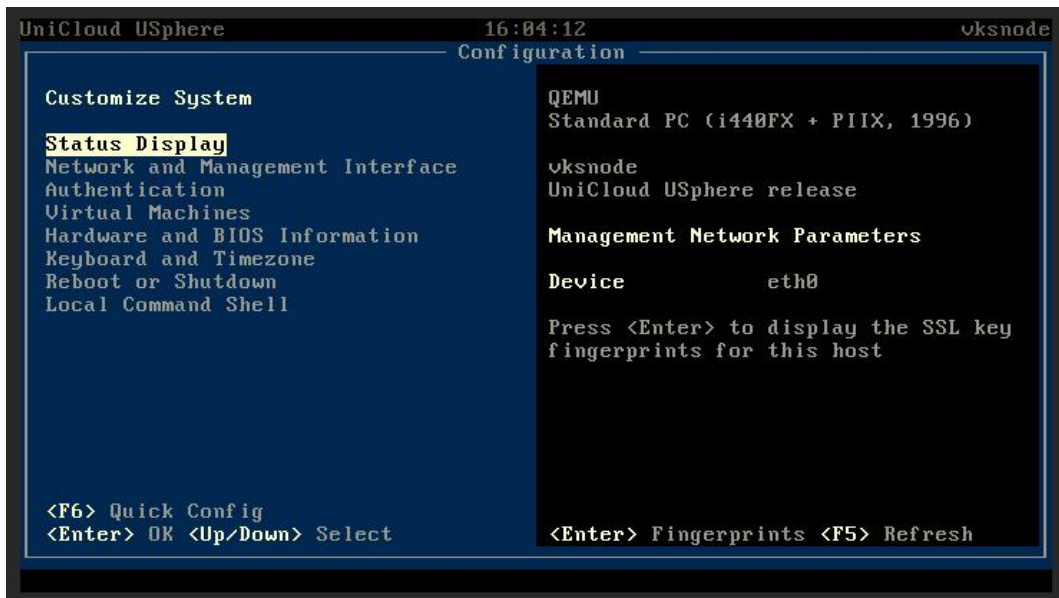 UniCloud USphere 16:04:12 vksnode
Configuration
Customize System
Status Display
Network and Management Interface
Authentication
Virtual Machines
Hardware and BIOS Information
Keyboard and Timezone
Reboot or Shutdown
Local Command Shell
<F6> Quick Config
<Enter> OK <Up/Down> Select
QEMU
Standard PC (i440FX + PIIX, 1996)
vksnode
UniCloud USphere release
Management Network Parameters
Device eth0
Press <Enter> to display the SSL key
fingerprints for this host
<Enter> Fingerprints <F5> Refresh